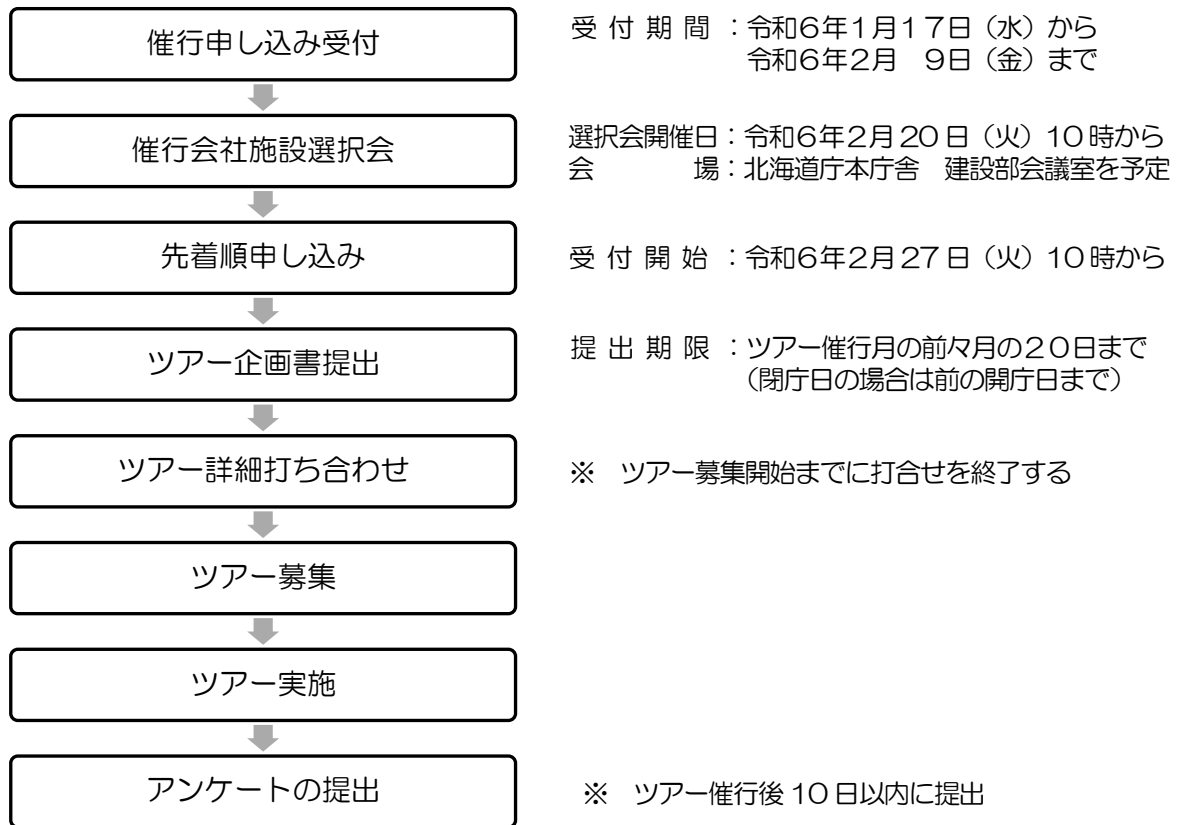 催行申し込み受付
受 付 期 間 ：令和６年１月１７日（水）から
令和６年２月　９日（金）まで
催行会社施設選択会
選択会開催日：令和６年２月 20 日（火）10 時から
会　　　　場：北海道庁本庁舎　建設部会議室を予定
先着順申し込み
受 付 開 始 ：令和６年２月 27 日（火）10 時から
ツアー企画書提出
提 出 期 限 ：ツアー催行月の前々月の２０日まで
（閉庁日の場合は前の開庁日まで）
ツアー詳細打ち合わせ
※　ツアー募集開始までに打合せを終了する
ツアー募集
ツアー実施
アンケートの提出
※　ツアー催行後 10 日以内に提出